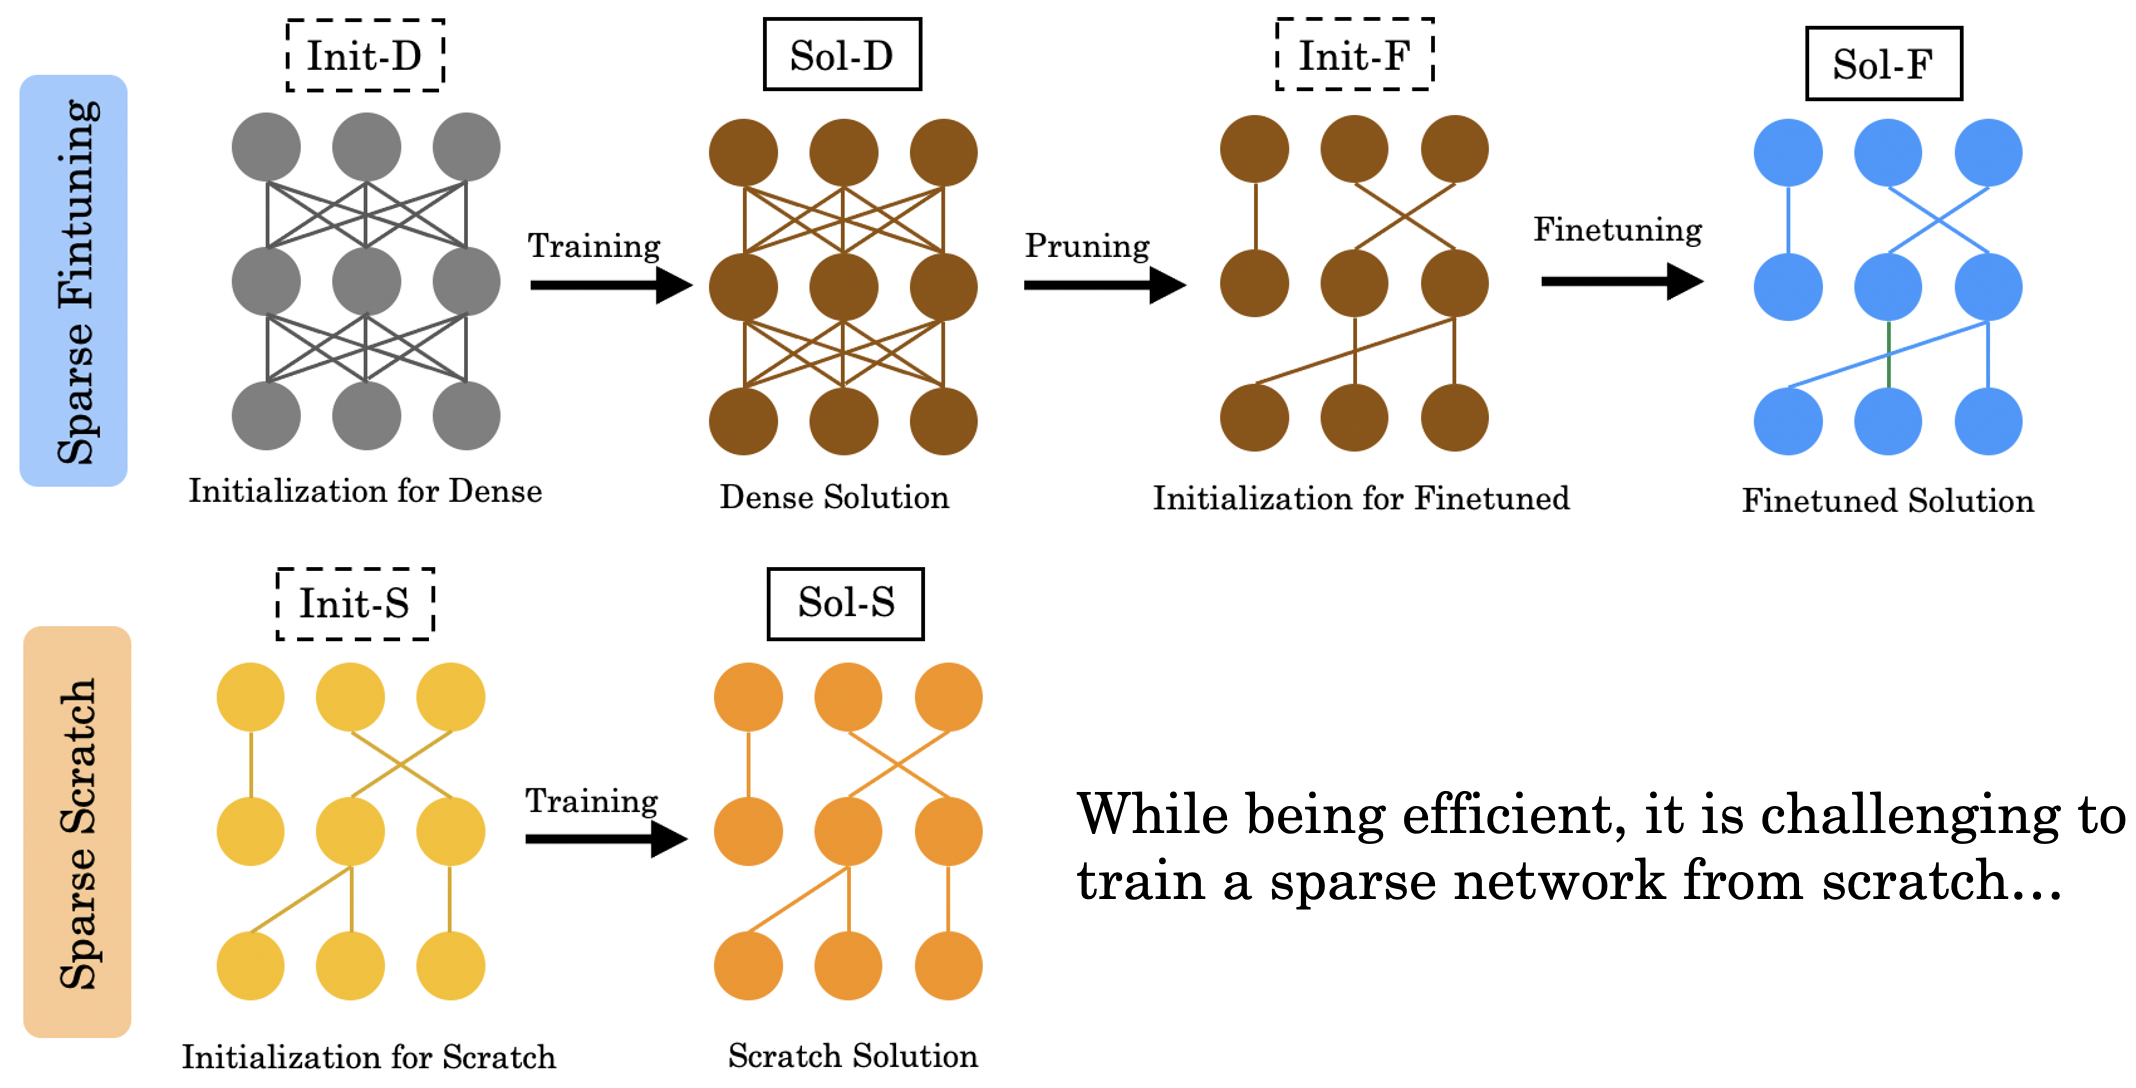 Init-D
Sol-D
Init-F
Sol-F
Sparse Fintuning
Training
Pruning
Finetuning
Initialization for Dense
Dense Solution
Initialization for Finetuned
Finetuned Solution
Init-S
Sol-S
Sparse Scratch
Training
While being efficient, it is challenging to
train a sparse network from scratch...
Initialization for Scratch
Scratch Solution